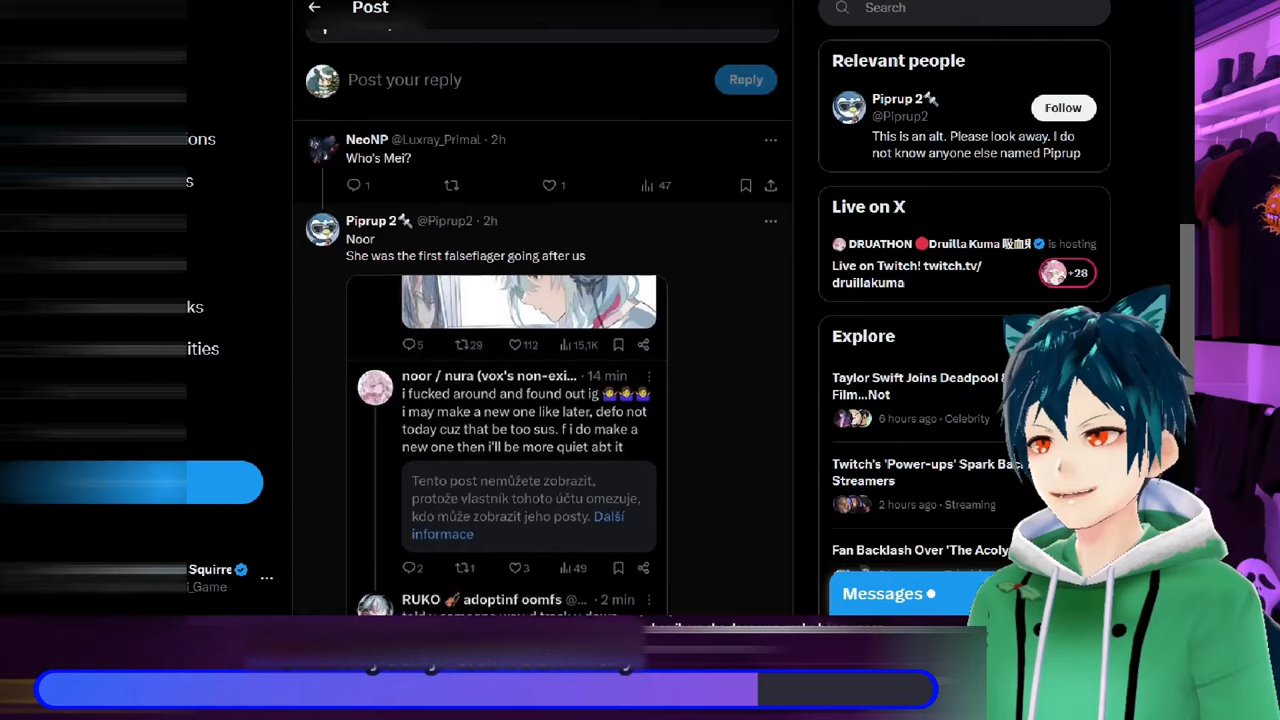 Post
Search
Post your reply
Reply
NeoNP @Luxray_Primal · 2h
Who's Mei?
1
1
47
Piprup 2 @Piprup2 · 2h
Noor
She was the first falseflager going after us
5
29
112
15,1K
noor / nura (vox's non-exi... · 14 min
i fucked around and found out ig 🤷‍♀️🤷‍♀️🤷‍♀️
i may make a new one like later, defo not
today cuz that be too sus. f i do make a
new one then i'll be more quiet abt it
Tento post nemůžete zobrazit,
protože vlastník tohoto účtu omezuje,
kdo může zobrazit jeho posty. Další
informace
2
1
3
49
RUKO adoptinf oomfs @... · 2 min
Relevant people
Piprup 2
@Piprup2
Follow
This is an alt. Please look away. I do
not know anyone else named Piprup
Live on X
DRUATHON 🔴Druilla Kuma is hosting
Live on Twitch! twitch.tv/
druillakuma
+28
Explore
Taylor Swift Joins Deadpool &
Film...Not
6 hours ago · Celebrity
Twitch's 'Power-ups' Spark Bac
Streamers
2 hours ago · Streaming
Fan Backlash Over 'The Acoly
Messages
ons
s
ks
ities
Squirre
i_Game